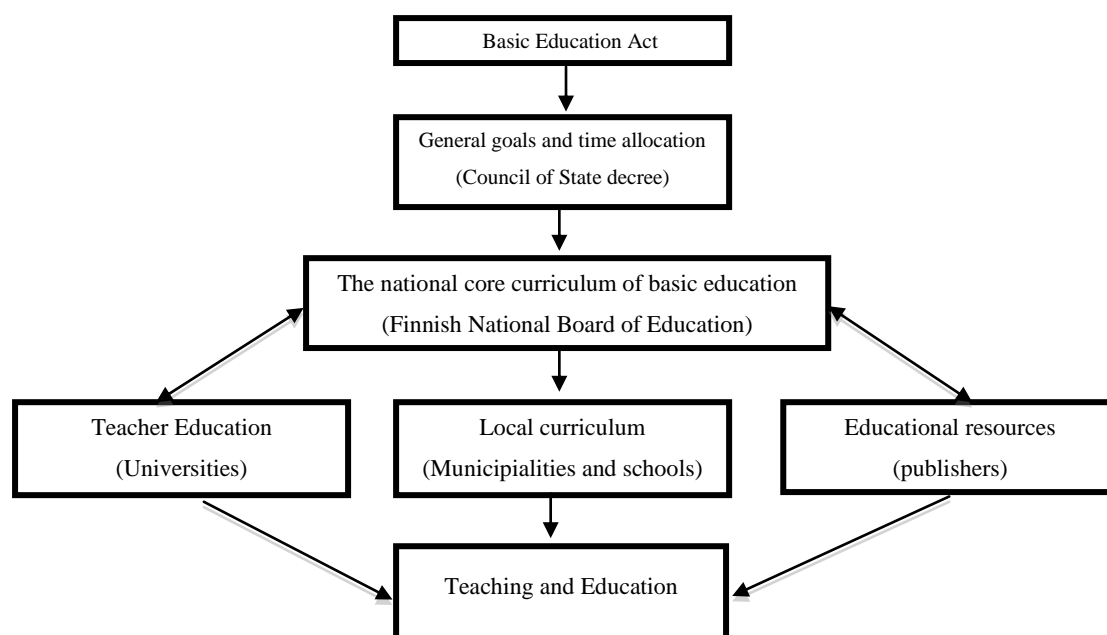 Basic Education Act
General goals and time allocation
(Council of State decree)
The national core curriculum of basic education
(Finnish National Board of Education)
Teacher Education
(Universities)
Local curriculum
(Municipialities and schools)
Educational resources
(publishers)
Teaching and Education